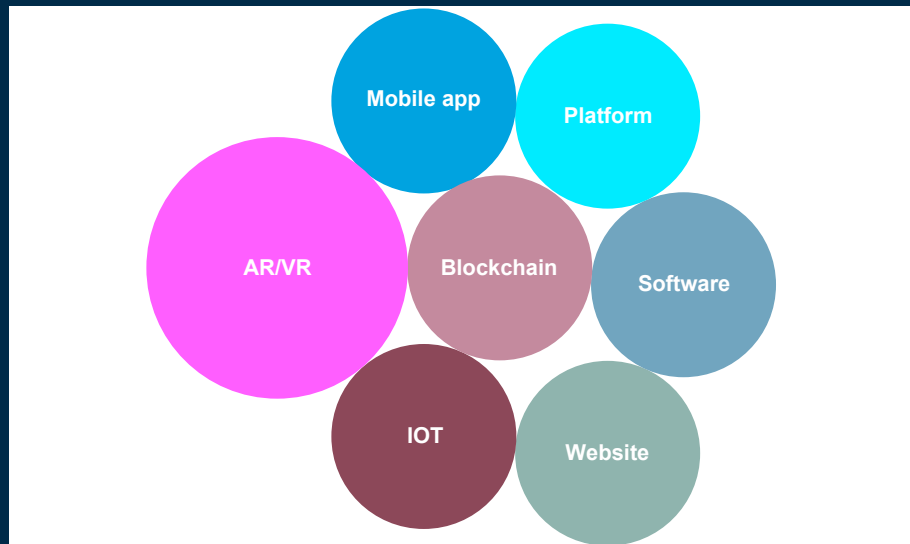 Mobile app
Platform
AR/VR
Blockchain
Software
IOT
Website